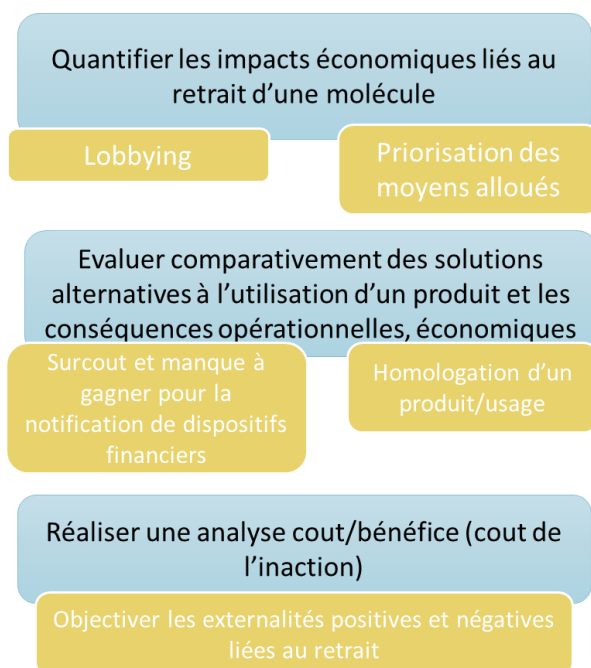 Quantifier les impacts économiques liés au
retrait d’une molécule
Lobbying
Priorisation des
moyens alloués
Evaluer comparativement des solutions
alternatives à l’utilisation d’un produit et les
conséquences opérationnelles, économiques
Surcout et manque à
gagner pour la
notification de dispositifs
financiers
Homologation d’un
produit/usage
Réaliser une analyse cout/bénéfice (cout de
l’inaction)
Objectiver les externalités positives et négatives
liées au retrait